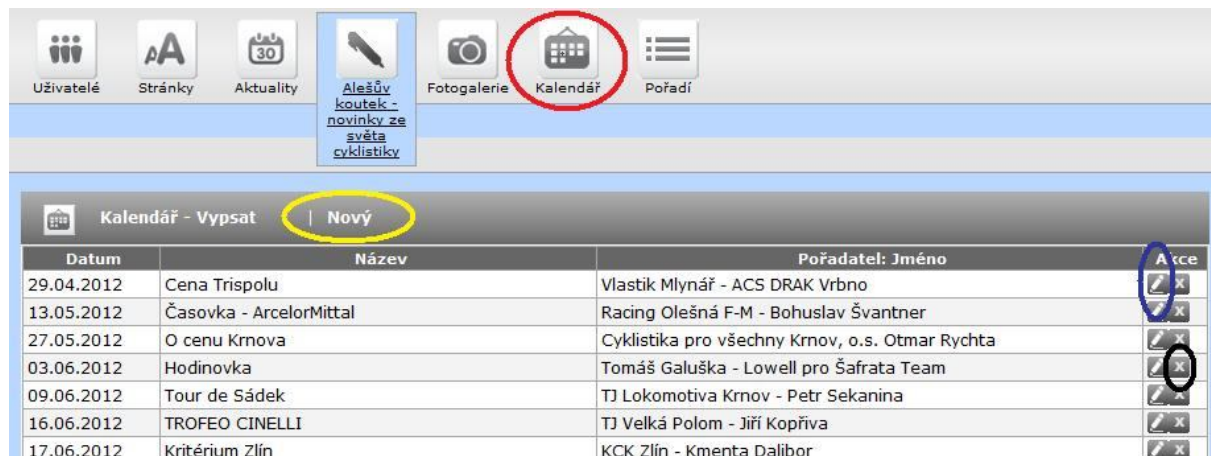 30
AA
Uživatelé Stránky Aktuality Alešův Fotogalerie Kalendář Pořadí
koutek -
novinky ze
světa
cyklistiky
Kalendář - Vypsat | Nový
Datum Název Pořadatel: Jméno Akce
29.04.2012 Cena Trispolu Vlastik Mlynář - ACS DRAK Vrbno
13.05.2012 Časovka - ArcelorMittal Racing Olešná F-M - Bohuslav Švantner
27.05.2012 O cenu Krnova Cyklistika pro všechny Krnov, o.s. Otmar Rychta
03.06.2012 Hodinovka Tomáš Galuška - Lowell pro Šafrata Team
09.06.2012 Tour de Sádek TJ Lokomotiva Krnov - Petr Sekanina
16.06.2012 TROFEO CINELLI TJ Velká Polom - Jiří Kopřiva
17.06.2012 Kritérium Zlín KCK Zlín - Kmenta Dalibor